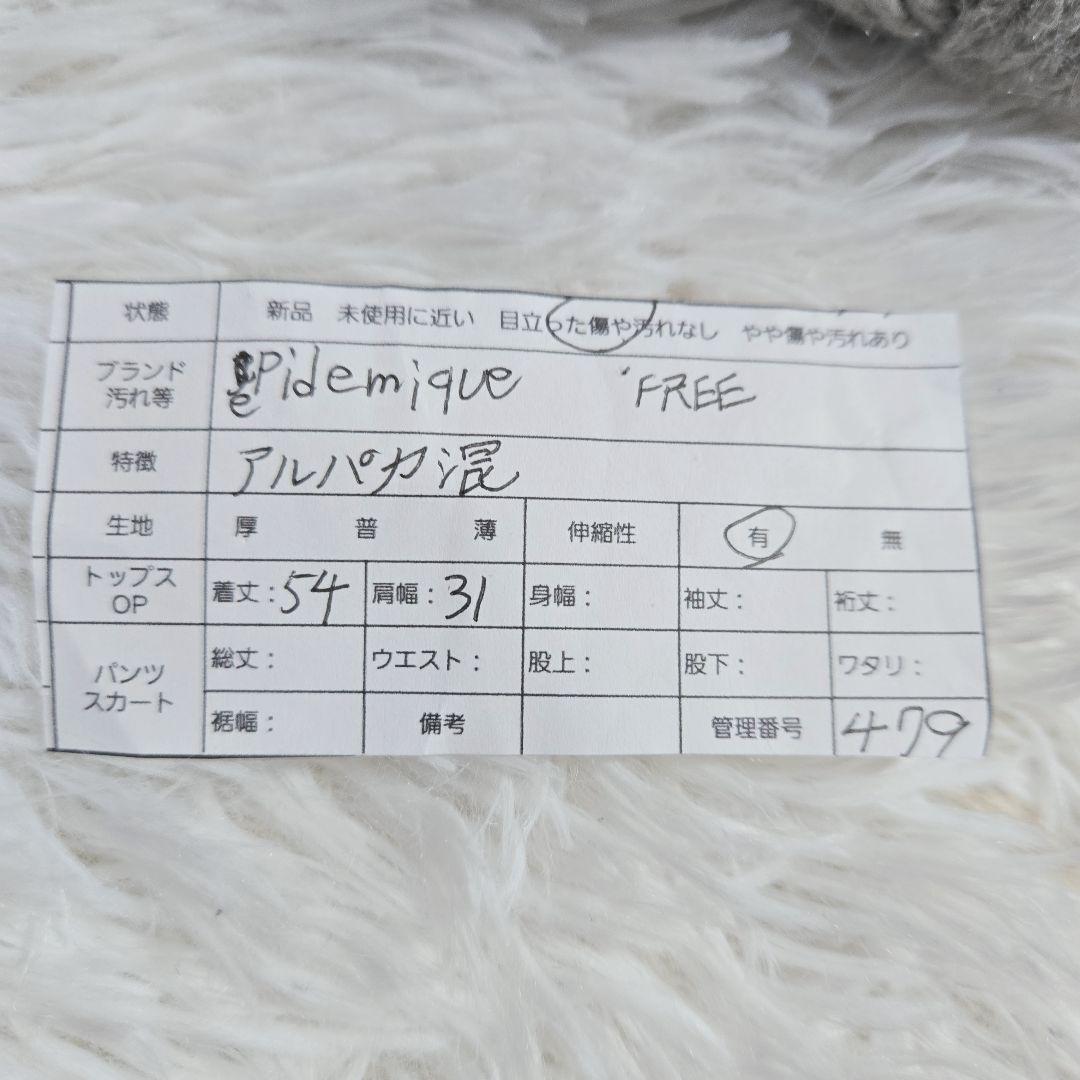 状態 新品 未使用に近い 目立った傷や汚れなし やや傷や汚れあり
ブランド 汚れ等 epidemique FREE
特徴 アルパカ混
生地 厚 普 薄 伸縮性 有 無
トップス OP 着丈：54 肩幅：31 身幅： 袖丈： 裄丈：
パンツ スカート 総丈： ウエスト： 股上： 股下： ワタリ：
裾幅： 備考 管理番号 479